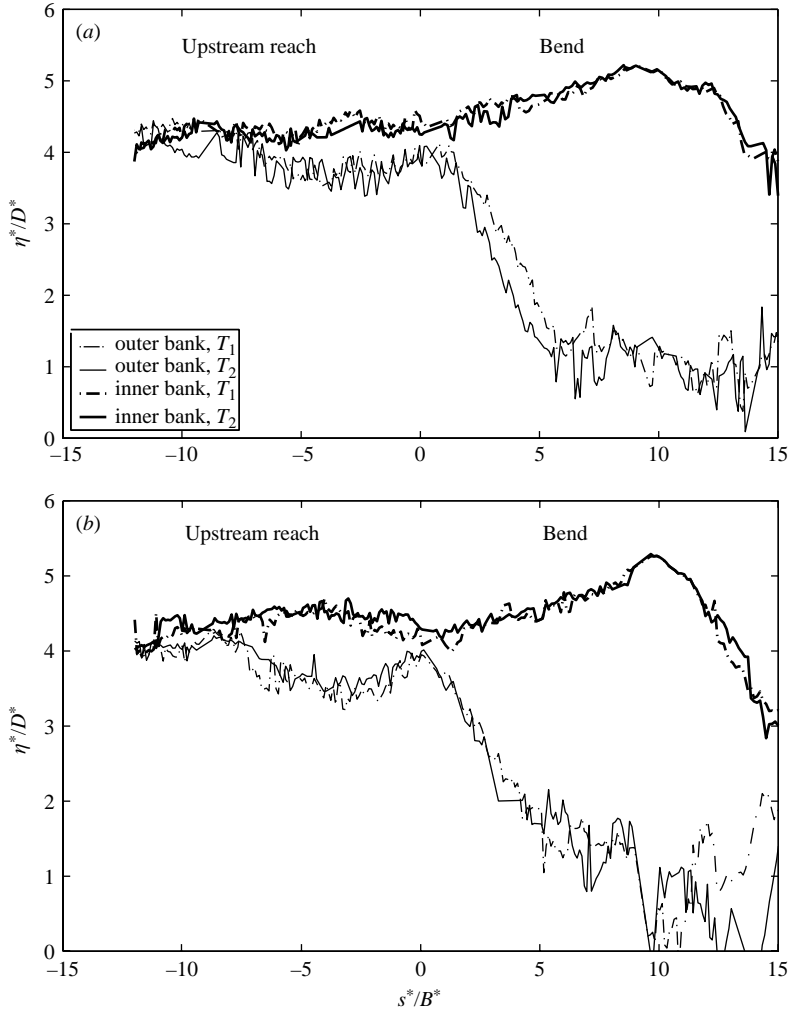 (a)
Upstream reach Bend
6
5
4
3
2
1
0
η*/D*
outer bank, T1
outer bank, T2
inner bank, T1
inner bank, T2
–15 –10 –5 0 5 10 15
(b)
Upstream reach Bend
6
5
4
3
2
1
0
η*/D*
–15 –10 –5 0 5 10 15
s*/B*